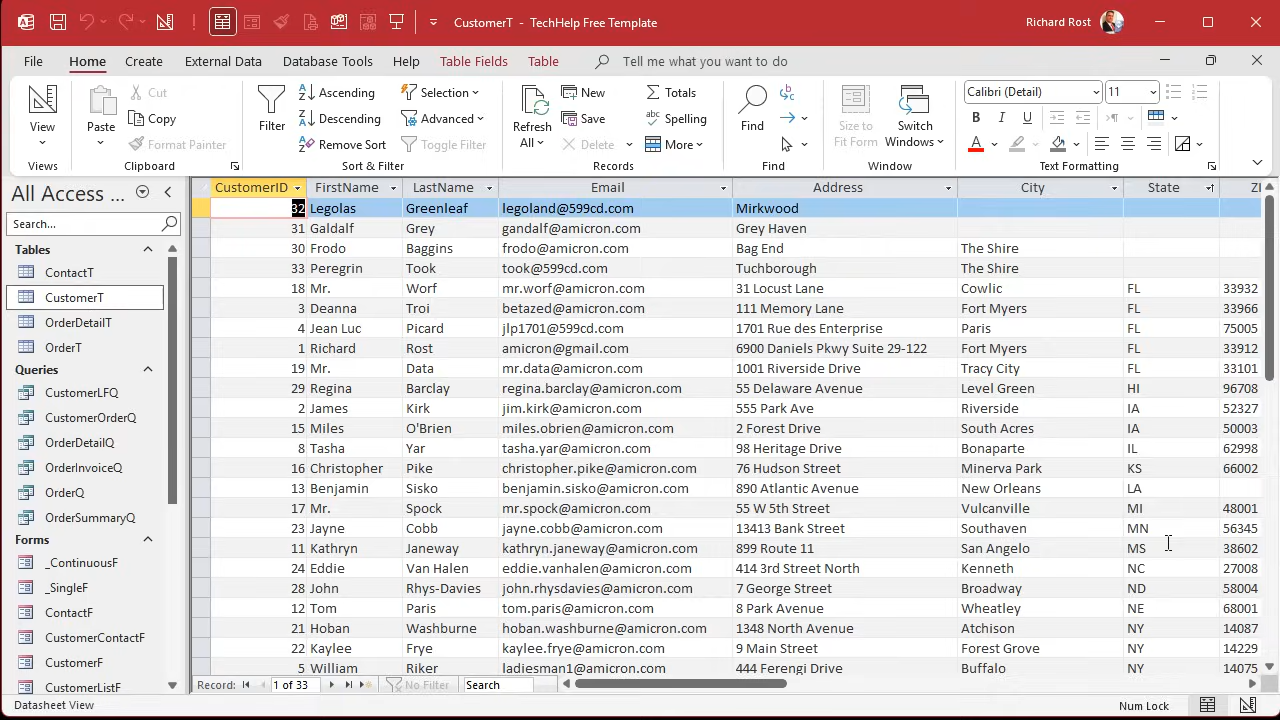 CustomerT - TechHelp Free Template
Richard Rost
File Home Create External Data Database Tools Help Table Fields Table Tell me what you want to do
View
Views
Paste
Cut
Copy
Format Painter
Clipboard
Filter
Ascending
Descending
Remove Sort
Selection
Advanced
Toggle Filter
Sort & Filter
Refresh
All
New
Save
Delete
Totals
Spelling
More
Records
Find
Find
Size to
Fit Form
Switch
Windows
Window
Calibri (Detail) 11
B I U
A
Text Formatting
All Access ...
Search...
Tables
ContactT
CustomerT
OrderDetailT
OrderT
Queries
CustomerLFQ
CustomerOrderQ
OrderDetailQ
OrderInvoiceQ
OrderQ
OrderSummaryQ
Forms
_ContinuousF
_SingleF
ContactF
CustomerContactF
CustomerF
CustomerListF
CustomerID FirstName LastName Email Address City State ZI
32 Legolas Greenleaf legoland@599cd.com Mirkwood
31 Galdalf Grey gandalf@amicron.com Grey Haven
30 Frodo Baggins frodo@amicron.com Bag End The Shire
33 Peregrin Took took@599cd.com Tuchborough The Shire
18 Mr. Worf mr.worf@amicron.com 31 Locust Lane Cowlic FL 33932
3 Deanna Troi betazed@amicron.com 111 Memory Lane Fort Myers FL 33966
4 Jean Luc Picard jlp1701@599cd.com 1701 Rue des Enterprise Paris FL 75005
1 Richard Rost amicron@gmail.com 6900 Daniels Pkwy Suite 29-122 Fort Myers FL 33912
19 Mr. Data mr.data@amicron.com 1001 Riverside Drive Tracy City FL 33101
29 Regina Barclay regina.barclay@amicron.com 55 Delaware Avenue Level Green HI 96708
2 James Kirk jim.kirk@amicron.com 555 Park Ave Riverside IA 52327
15 Miles O'Brien miles.obrien@amicron.com 2 Forest Drive South Acres IA 50003
8 Tasha Yar tasha.yar@amicron.com 98 Heritage Drive Bonaparte IL 62998
16 Christopher Pike christopher.pike@amicron.com 76 Hudson Street Minerva Park KS 66002
13 Benjamin Sisko benjamin.sisko@amicron.com 890 Atlantic Avenue New Orleans LA
17 Mr. Spock mr.spock@amicron.com 55 W 5th Street Vulcanville MI 48001
23 Jayne Cobb jayne.cobb@amicron.com 13413 Bank Street Southaven MN 56345
11 Kathryn Janeway kathryn.janeway@amicron.com 899 Route 11 San Angelo MS 38602
24 Eddie Van Halen eddie.vanhalen@amicron.com 414 3rd Street North Kenneth NC 27008
28 John Rhys-Davies john.rhysdavies@amicron.com 7 George Street Broadway ND 58004
12 Tom Paris tom.paris@amicron.com 8 Park Avenue Wheatley NE 68001
21 Hoban Washburne hoban.washburne@amicron.com 1348 North Avenue Atchison NY 14087
22 Kaylee Frye kaylee.frye@amicron.com 9 Main Street Forest Grove NY 14229
5 William Riker ladiesman1@amicron.com 444 Ferengi Drive Buffalo NY 14075
Record: 1 of 33 No Filter Search
Datasheet View Num Lock